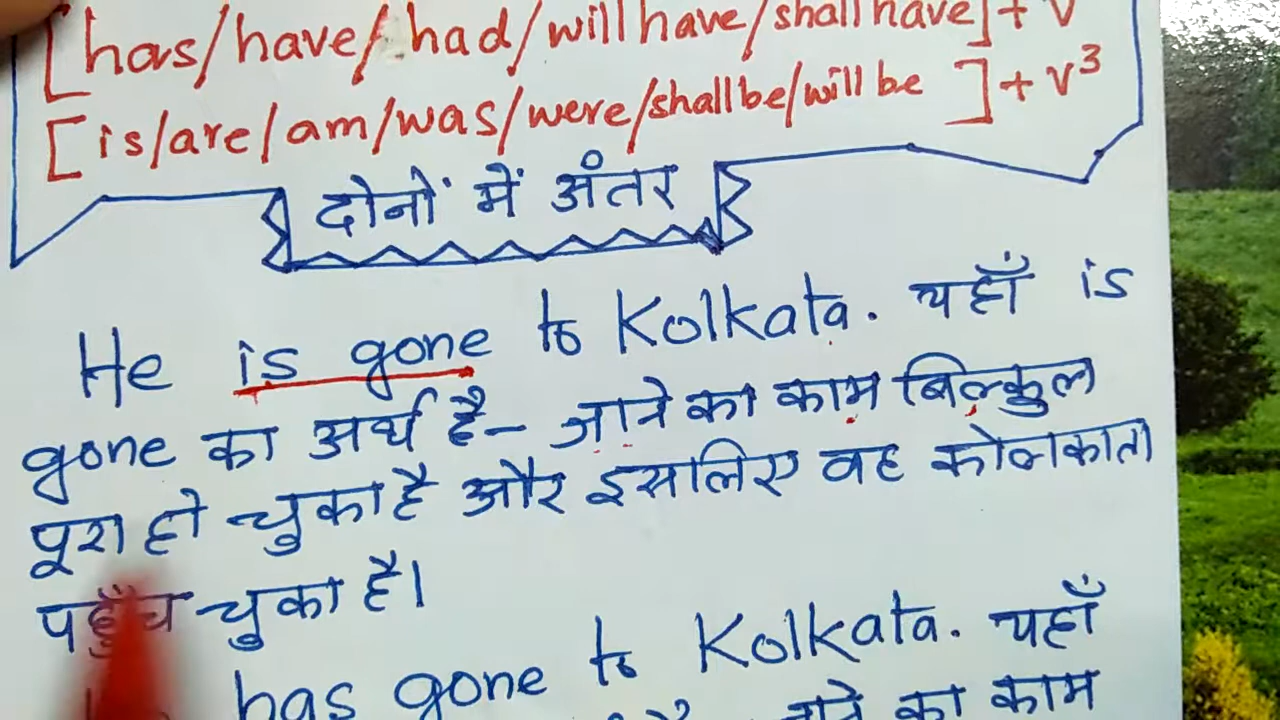 [has/have/had/will have/shall have]+ V
[is/are/am/was/were/shall be/will be ]+ V³
दोनों में अंतर
He is gone to Kolkata. यहाँ is
gone का अर्थ है- जाने का काम बिल्कुल
पूरा हो चुका है और इसलिए वह कोलकाता
पहुँच चुका है।
has gone to Kolkata. यहाँ
जाने का काम